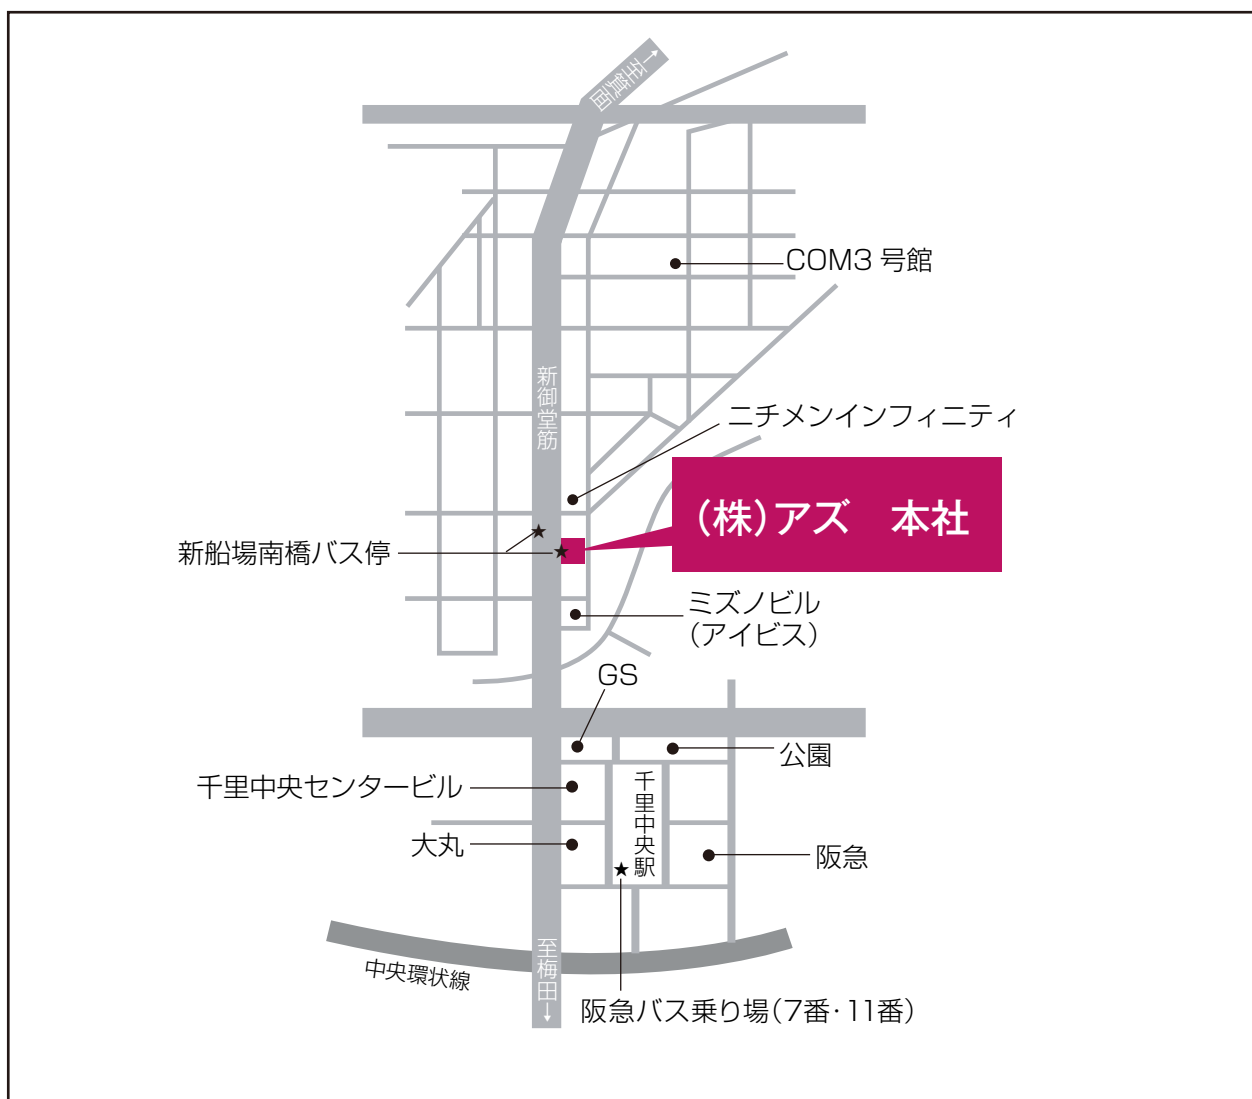 至箕面
COM3 号館
新御堂筋
ニチメンインフィニティ
(株)アズ　本社
新船場南橋バス停
ミズノビル
(アイビス)
GS
公園
千里中央センタービル
千里中央駅
大丸
阪急
中央環状線
至梅田
阪急バス乗り場(7番・11番)